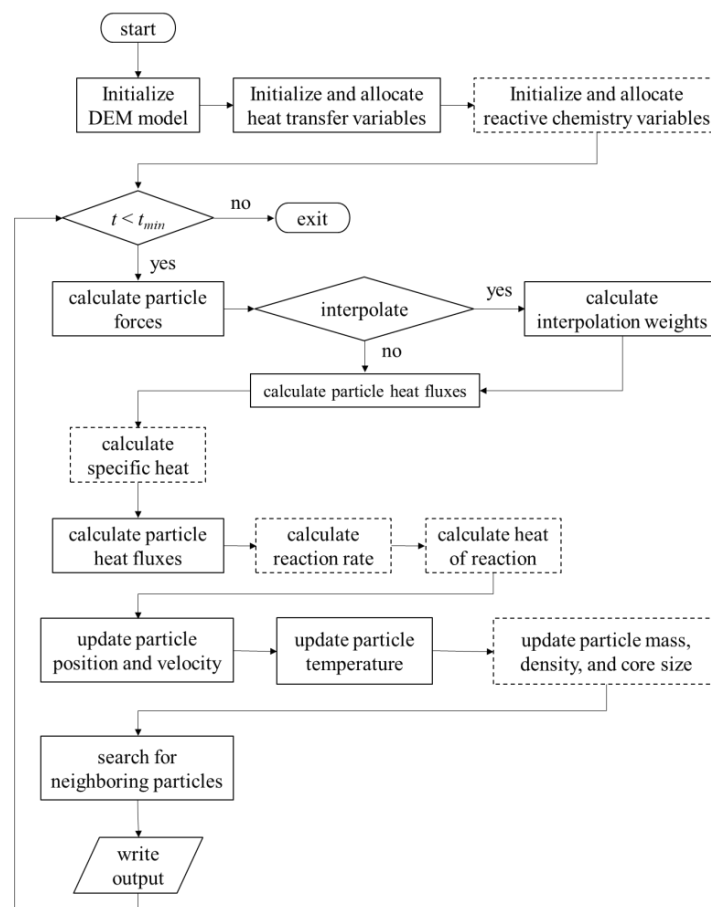 start
Initialize
DEM model
Initialize and allocate
heat transfer variables
Initialize and allocate
reactive chemistry variables
t < tmin
no
exit
yes
calculate particle
forces
interpolate
yes
calculate
interpolation weights
no
calculate particle heat fluxes
calculate
specific heat
calculate particle
heat fluxes
calculate
reaction rate
calculate heat
of reaction
update particle
position and velocity
update particle
temperature
update particle mass,
density, and core size
search for
neighboring particles
write
output